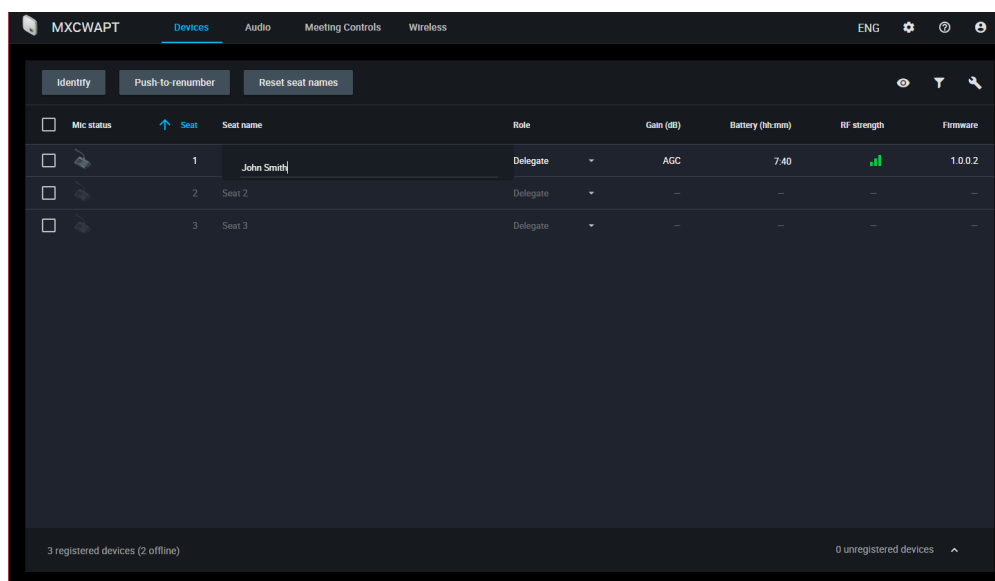 MXCWAPT Devices Audio Meeting Controls Wireless ENG
Identify Push-to-renumber Reset seat names
Mic status Seat Seat name Role Gain (dB) Battery (hh:mm) RF strength Firmware
1 John Smith Delegate AGC 7:40 1.0.0.2
2 Seat 2 Delegate – – – –
3 Seat 3 Delegate – – – –
3 registered devices (2 offline) 0 unregistered devices